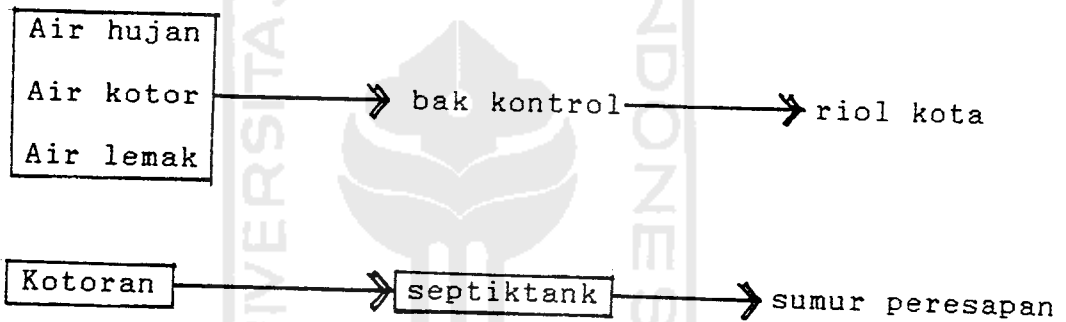 Air hujan
Air kotor
bak kontrol
riol kota
Air lemak
Kotoran
septiktank
sumur peresapan